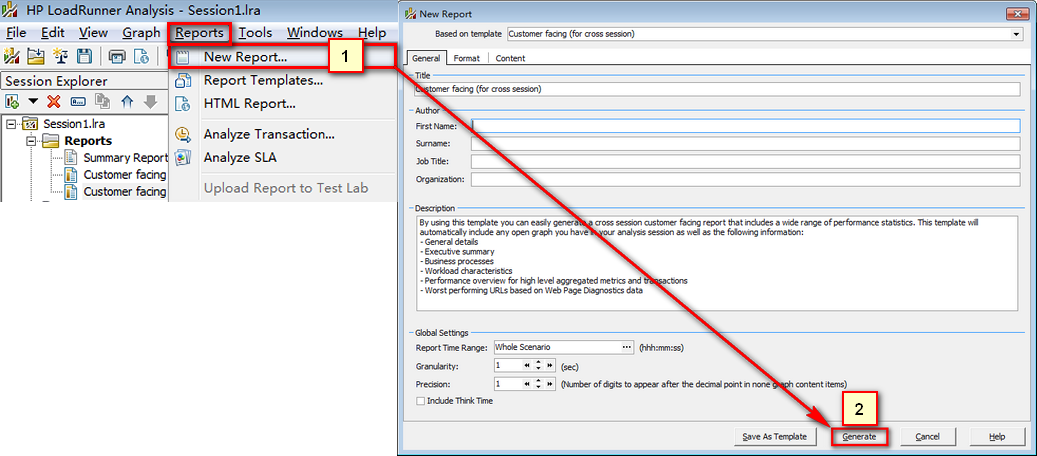 HP LoadRunner Analysis - Session1.lra
File Edit View Graph Reports Tools Windows Help
New Report...
1
Report Templates...
HTML Report...
Analyze Transaction...
Analyze SLA
Upload Report to Test Lab
Session Explorer
Session1.lra
Reports
Summary Report
Customer facing
Customer facing
New Report
Based on template Customer facing (for cross session)
General Format Content
Title
Customer facing (for cross session)
Author
First Name:
Surname:
Job Title:
Organization:
Description
By using this template you can easily generate a cross session customer facing report that includes a wide range of performance statistics. This template will
automatically include any open graph you have in your analysis session as well as the following information:
- General details
- Executive summary
- Business processes
- Workload characteristics
- Performance overview for high level aggregated metrics and transactions
- Worst performing URLs based on Web Page Diagnostics data
Global Settings
Report Time Range: Whole Scenario ... (hhh:mm:ss)
Granularity: 1 (sec)
Precision: 1 (Number of digits to appear after the decimal point in none graph content items)
Include Think Time
2
Save As Template Generate Cancel Help